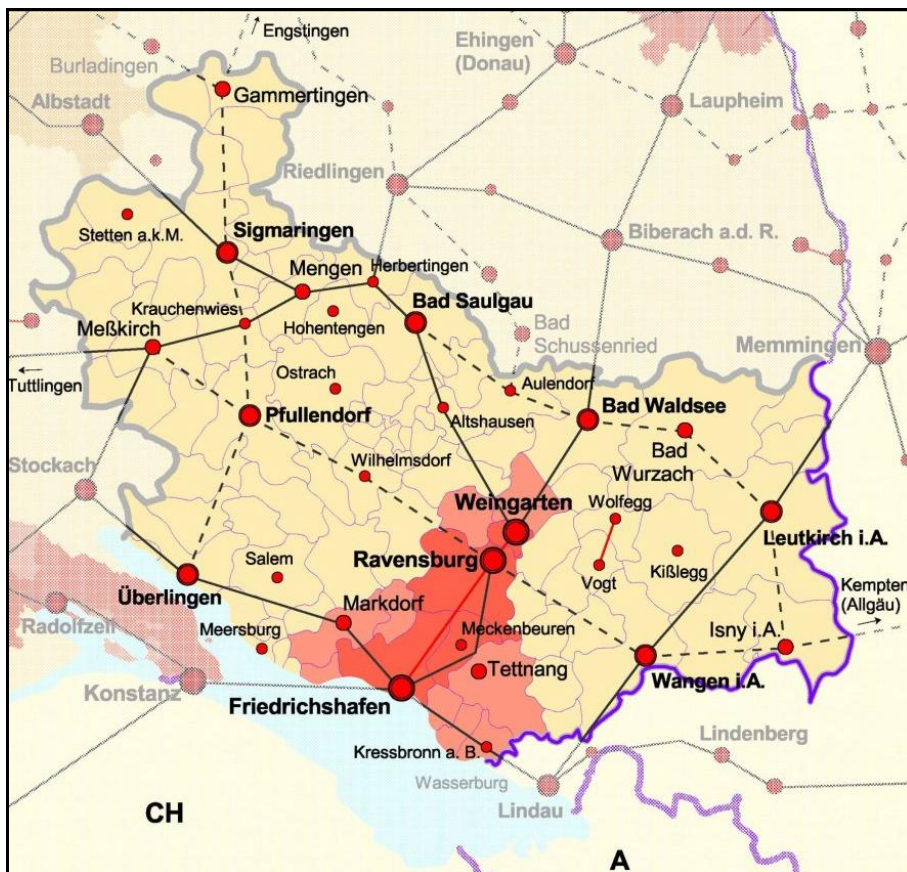 Engstingen
Ehingen
(Donau)
Burladingen
Albstadt
Gammertingen
Laupheim
Riedlingen
Stetten a.k.M.
Sigmaringen
Biberach a.d. R.
Mengen
Herbertingen
Krauchenwies
Bad Saulgau
Meßkirch
Hohentengen
Bad
Schussenried
Memmingen
Tuttlingen
Ostrach
Aulendorf
Pfullendorf
Altshausen
Bad Waldsee
Bad
Wurzach
Stockach
Wilhelmsdorf
Weingarten
Wolfegg
Leutkirch i.A.
Ravensburg
Salem
Vogt
Kißlegg
Überlingen
Kempten
(Allgäu)
Radolfzell
Markdorf
Meersburg
Meckenbeuren
Isny i.A.
Tettnang
Konstanz
Wangen i.A.
Friedrichshafen
Kressbronn a. B.
Lindenberg
Wasserburg
Lindau
CH
A